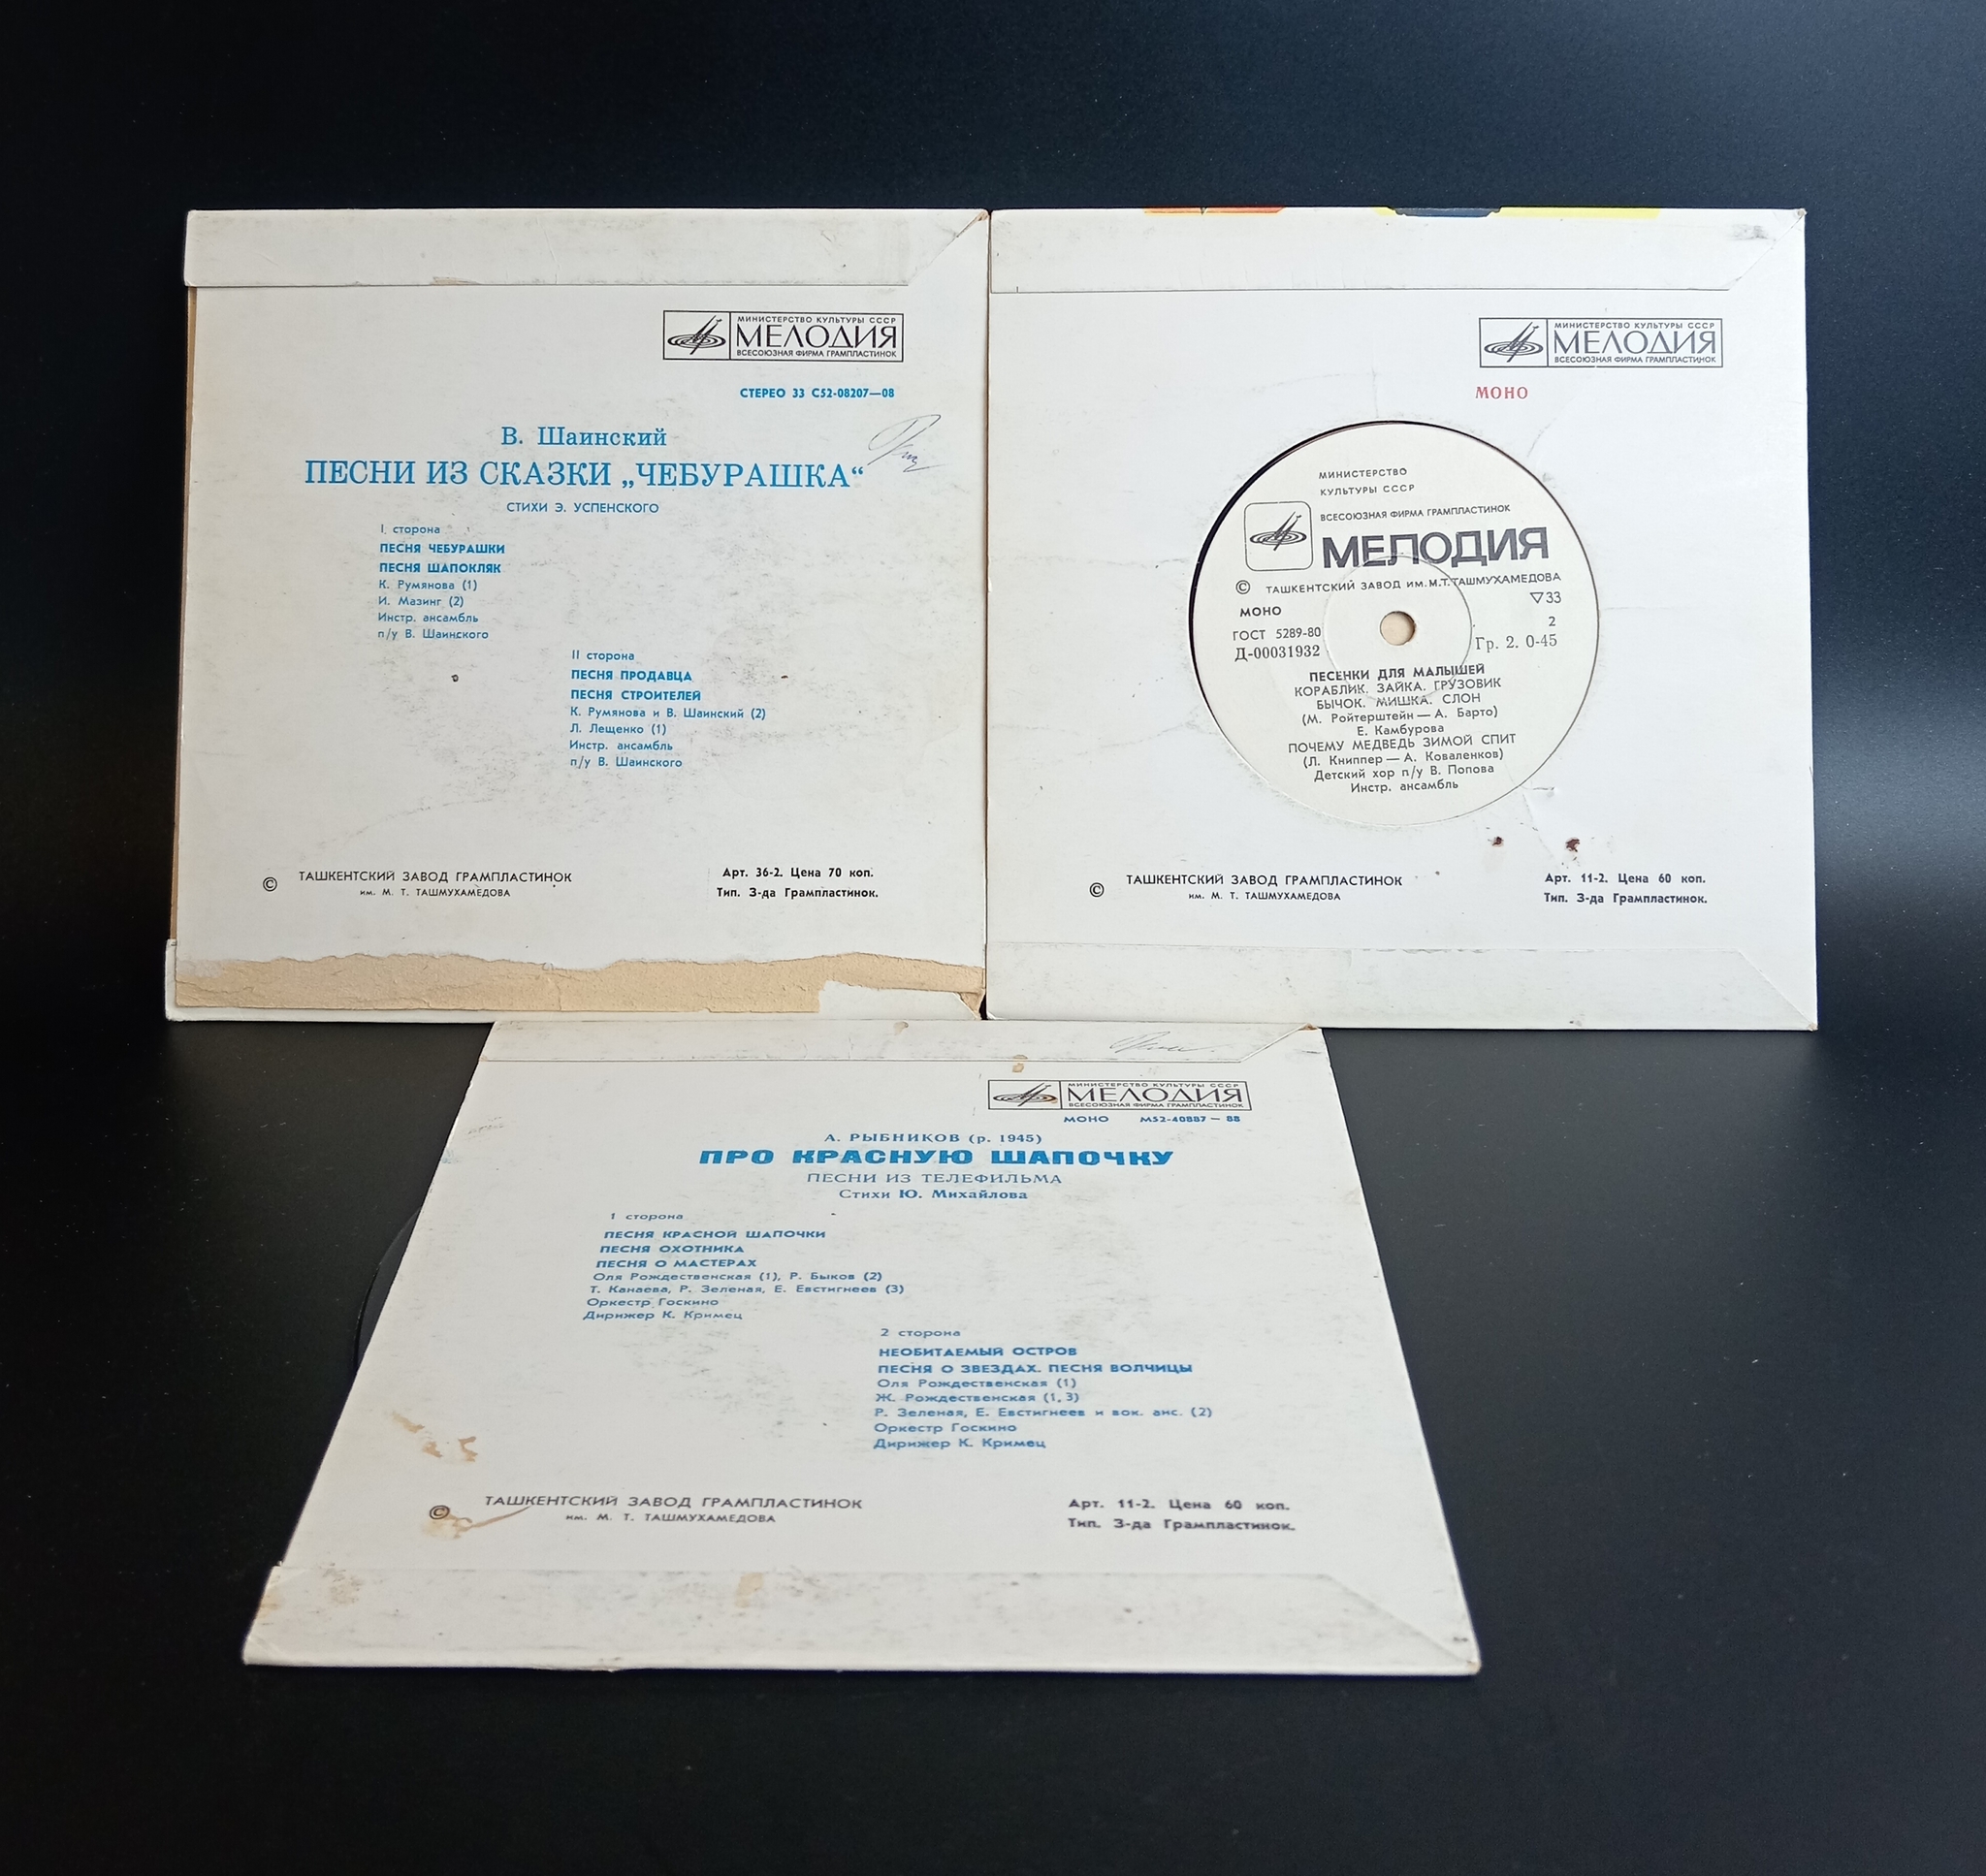 МИНИСТЕРСТВО КУЛЬТУРЫ СССР
МЕЛОДИЯ
ВСЕСОЮЗНАЯ ФИРМА ГРАМПЛАСТИНОК
СТЕРЕО 33 С52-08207—08
В. Шаинский
ПЕСНИ ИЗ СКАЗКИ „ЧЕБУРАШКА“
СТИХИ Э. УСПЕНСКОГО
I сторона
ПЕСНЯ ЧЕБУРАШКИ
ПЕСНЯ ШАПОКЛЯК
К. Румянова (1)
И. Мазинг (2)
Инстр. ансамбль
п/у В. Шаинского
II сторона
ПЕСНЯ ПРОДАВЦА
ПЕСНЯ СТРОИТЕЛЕЙ
К. Румянова и В. Шаинский (2)
Л. Лещенко (1)
Инстр. ансамбль
п/у В. Шаинского
© ТАШКЕНТСКИЙ ЗАВОД ГРАМПЛАСТИНОК
им. М. Т. ТАШМУХАМЕДОВА
Арт. 36-2. Цена 70 коп.
Тип. З-да Грампластинок.
МИНИСТЕРСТВО КУЛЬТУРЫ СССР
МЕЛОДИЯ
ВСЕСОЮЗНАЯ ФИРМА ГРАМПЛАСТИНОК
МОНО
МИНИСТЕРСТВО
КУЛЬТУРЫ СССР
ВСЕСОЮЗНАЯ ФИРМА ГРАМПЛАСТИНОК
МЕЛОДИЯ
© ТАШКЕНТСКИЙ ЗАВОД ИМ. М. Т. ТАШМУХАМЕДОВА
МОНО ▽33
ГОСТ 5289-80 2
Д-00031932 Гр. 2. 0-45
ПЕСЕНКИ ДЛЯ МАЛЫШЕЙ
КОРАБЛИК. ЗАЙКА. ГРУЗОВИК
БЫЧОК. МИШКА. СЛОН
(М. Ройтерштейн — А. Барто)
Е. Камбурова
ПОЧЕМУ МЕДВЕДЬ ЗИМОЙ СПИТ
(Л. Книппер — А. Коваленков)
Детский хор п/у В. Попова
Инстр. ансамбль
© ТАШКЕНТСКИЙ ЗАВОД ГРАМПЛАСТИНОК
им. М. Т. ТАШМУХАМЕДОВА
Арт. 11-2. Цена 60 коп.
Тип. З-да Грампластинок.
МИНИСТЕРСТВО КУЛЬТУРЫ СССР
МЕЛОДИЯ
ВСЕСОЮЗНАЯ ФИРМА ГРАМПЛАСТИНОК
МОНО М52-40887 — 88
А. РЫБНИКОВ (р. 1945)
ПРО КРАСНУЮ ШАПОЧКУ
ПЕСНИ ИЗ ТЕЛЕФИЛЬМА
Стихи Ю. Михайлова
1 сторона
ПЕСНЯ КРАСНОЙ ШАПОЧКИ
ПЕСНЯ ОХОТНИКА
ПЕСНЯ О МАСТЕРАХ
Оля Рождественская (1), Р. Быков (2)
Т. Канаева, Р. Зеленая, Е. Евстигнеев (3)
Оркестр Госкино
Дирижер К. Кримец
2 сторона
НЕОБИТАЕМЫЙ ОСТРОВ
ПЕСНЯ О ЗВЕЗДАХ. ПЕСНЯ ВОЛЧИЦЫ
Оля Рождественская (1)
Ж. Рождественская (1, 3)
Р. Зеленая, Е. Евстигнеев и вок. анс. (2)
Оркестр Госкино
Дирижер К. Кримец
© ТАШКЕНТСКИЙ ЗАВОД ГРАМПЛАСТИНОК
им. М. Т. ТАШМУХАМЕДОВА
Арт. 11-2. Цена 60 коп.
Тип. З-да Грампластинок.